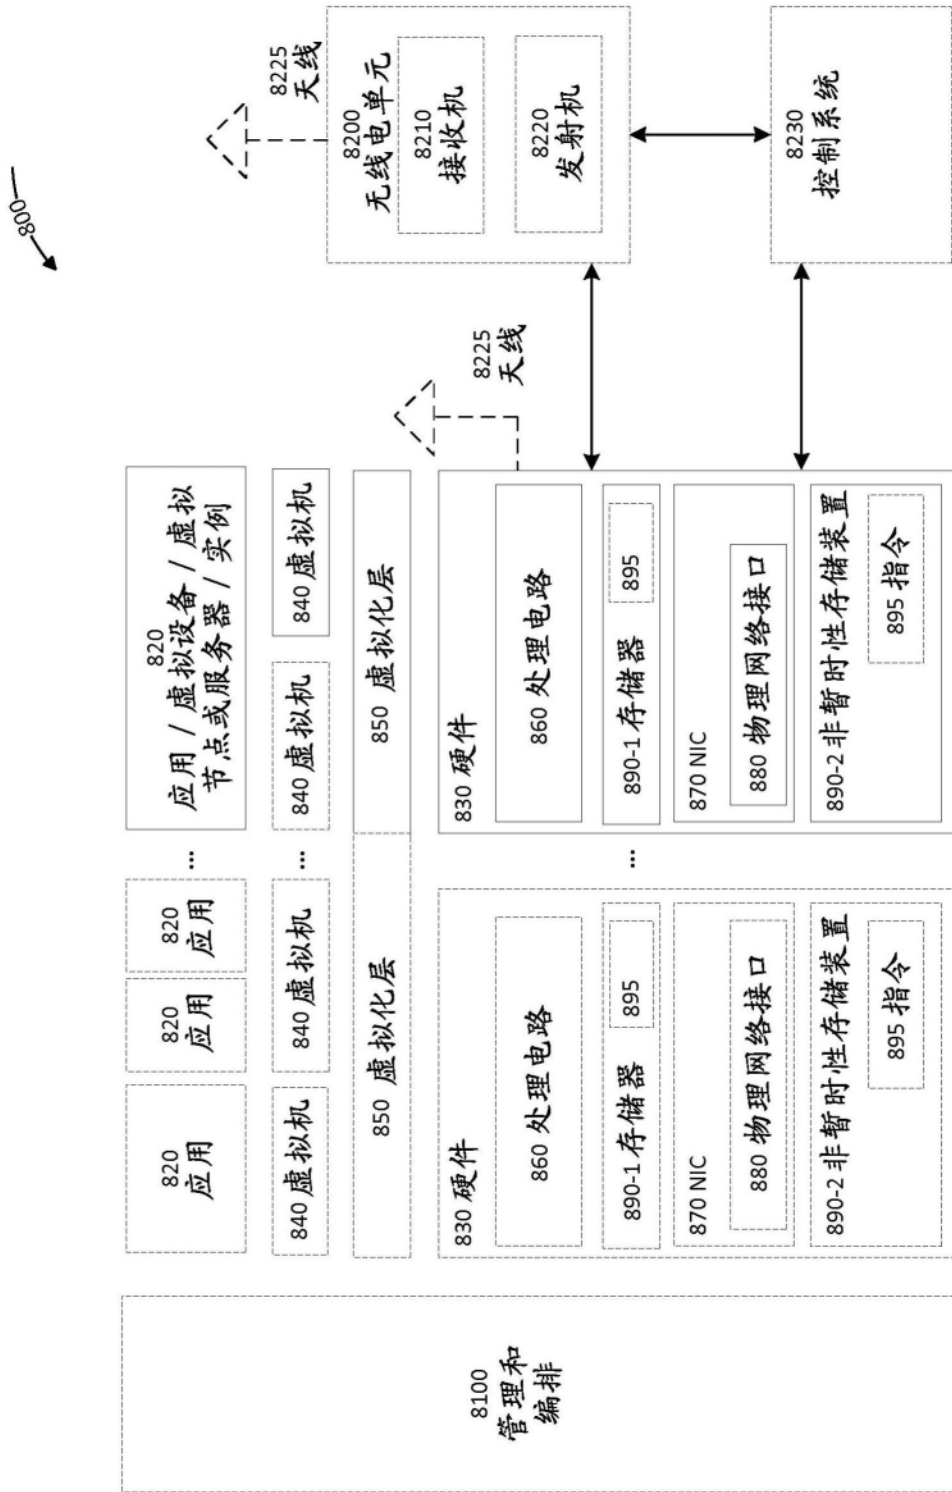 800
8100
管理和
编排
820
应用
820
应用
820
应用
...
820
应用 / 虚拟设备 / 虚拟
节点或服务器 / 实例
840 虚拟机
840 虚拟机
...
840 虚拟机
840 虚拟机
850 虚拟化层
850 虚拟化层
830 硬件
860 处理电路
890-1 存储器
895
870 NIC
880 物理网络接口
890-2 非暂时性存储装置
895 指令
...
830 硬件
860 处理电路
890-1 存储器
895
870 NIC
880 物理网络接口
890-2 非暂时性存储装置
895 指令
8225
天线
8225
天线
8200
无线电单元
8210
接收机
8220
发射机
8230
控制系统